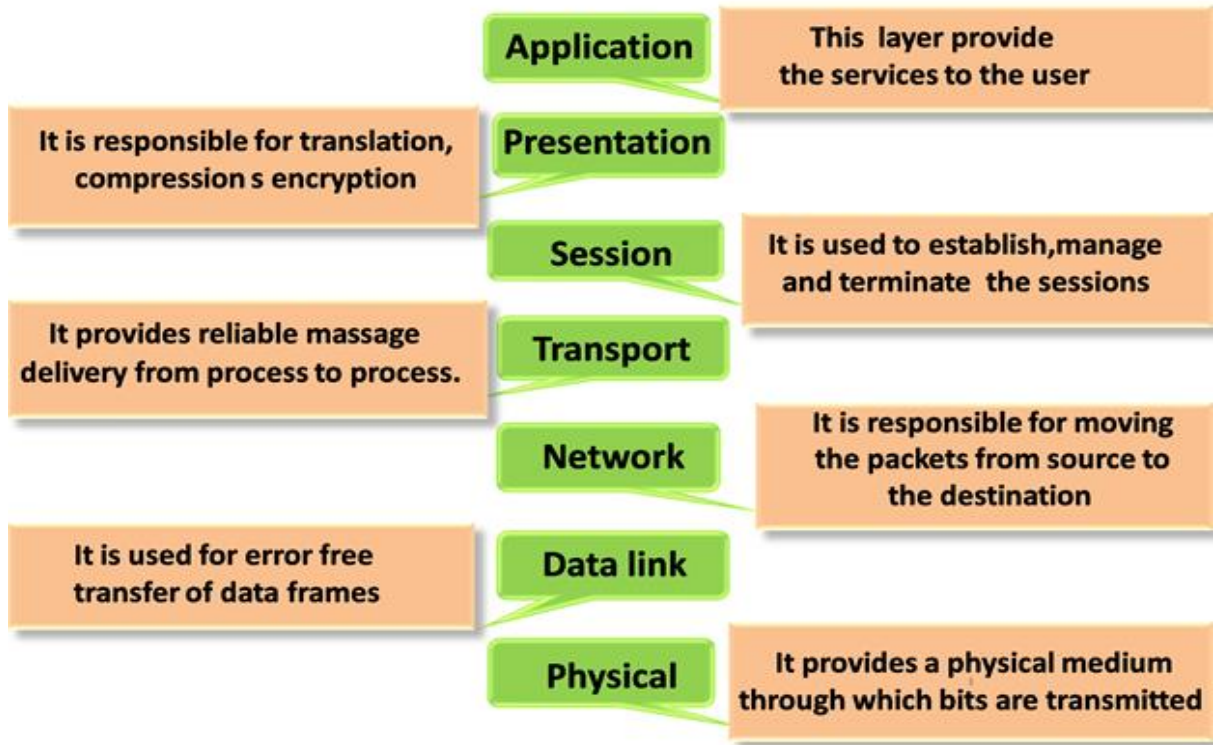 Application
This layer provide
the services to the user
Presentation
It is responsible for translation,
compression s encryption
Session
It is used to establish,manage
and terminate the sessions
Transport
It provides reliable massage
delivery from process to process.
Network
It is responsible for moving
the packets from source to
the destination
Data link
It is used for error free
transfer of data frames
Physical
It provides a physical medium
through which bits are transmitted